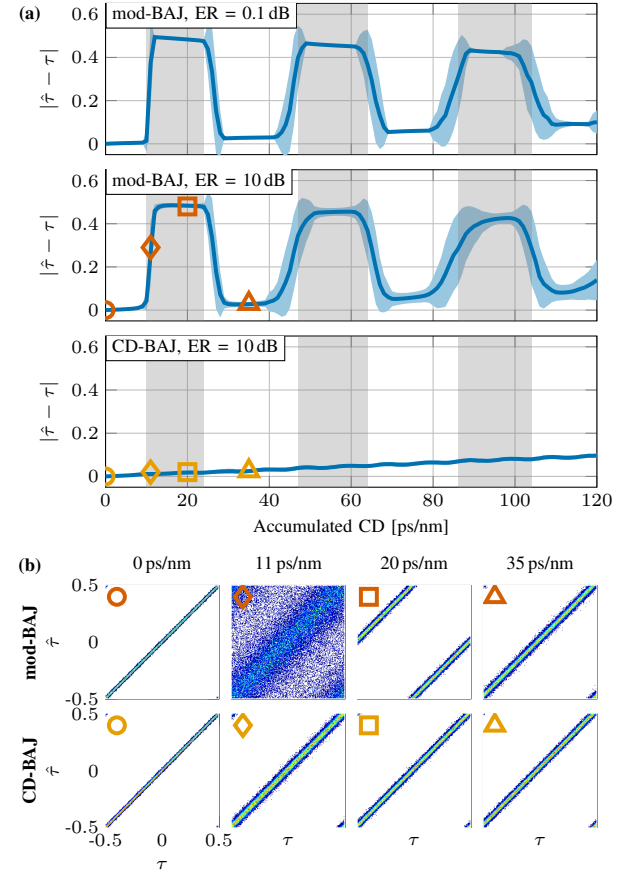 (a)
mod-BAJ, ER = 0.1 dB
0.6
0.4
0.2
0
|τ̂ − τ|
mod-BAJ, ER = 10 dB
0.6
0.4
0.2
0
|τ̂ − τ|
CD-BAJ, ER = 10 dB
0.6
0.4
0.2
0
|τ̂ − τ|
0 20 40 60 80 100 120
Accumulated CD [ps/nm]
(b)
0 ps/nm 11 ps/nm 20 ps/nm 35 ps/nm
mod-BAJ
τ̂
0.5
0
-0.5
CD-BAJ
τ̂
0.5
0
-0.5
-0.5 0 0.5
τ τ τ τ